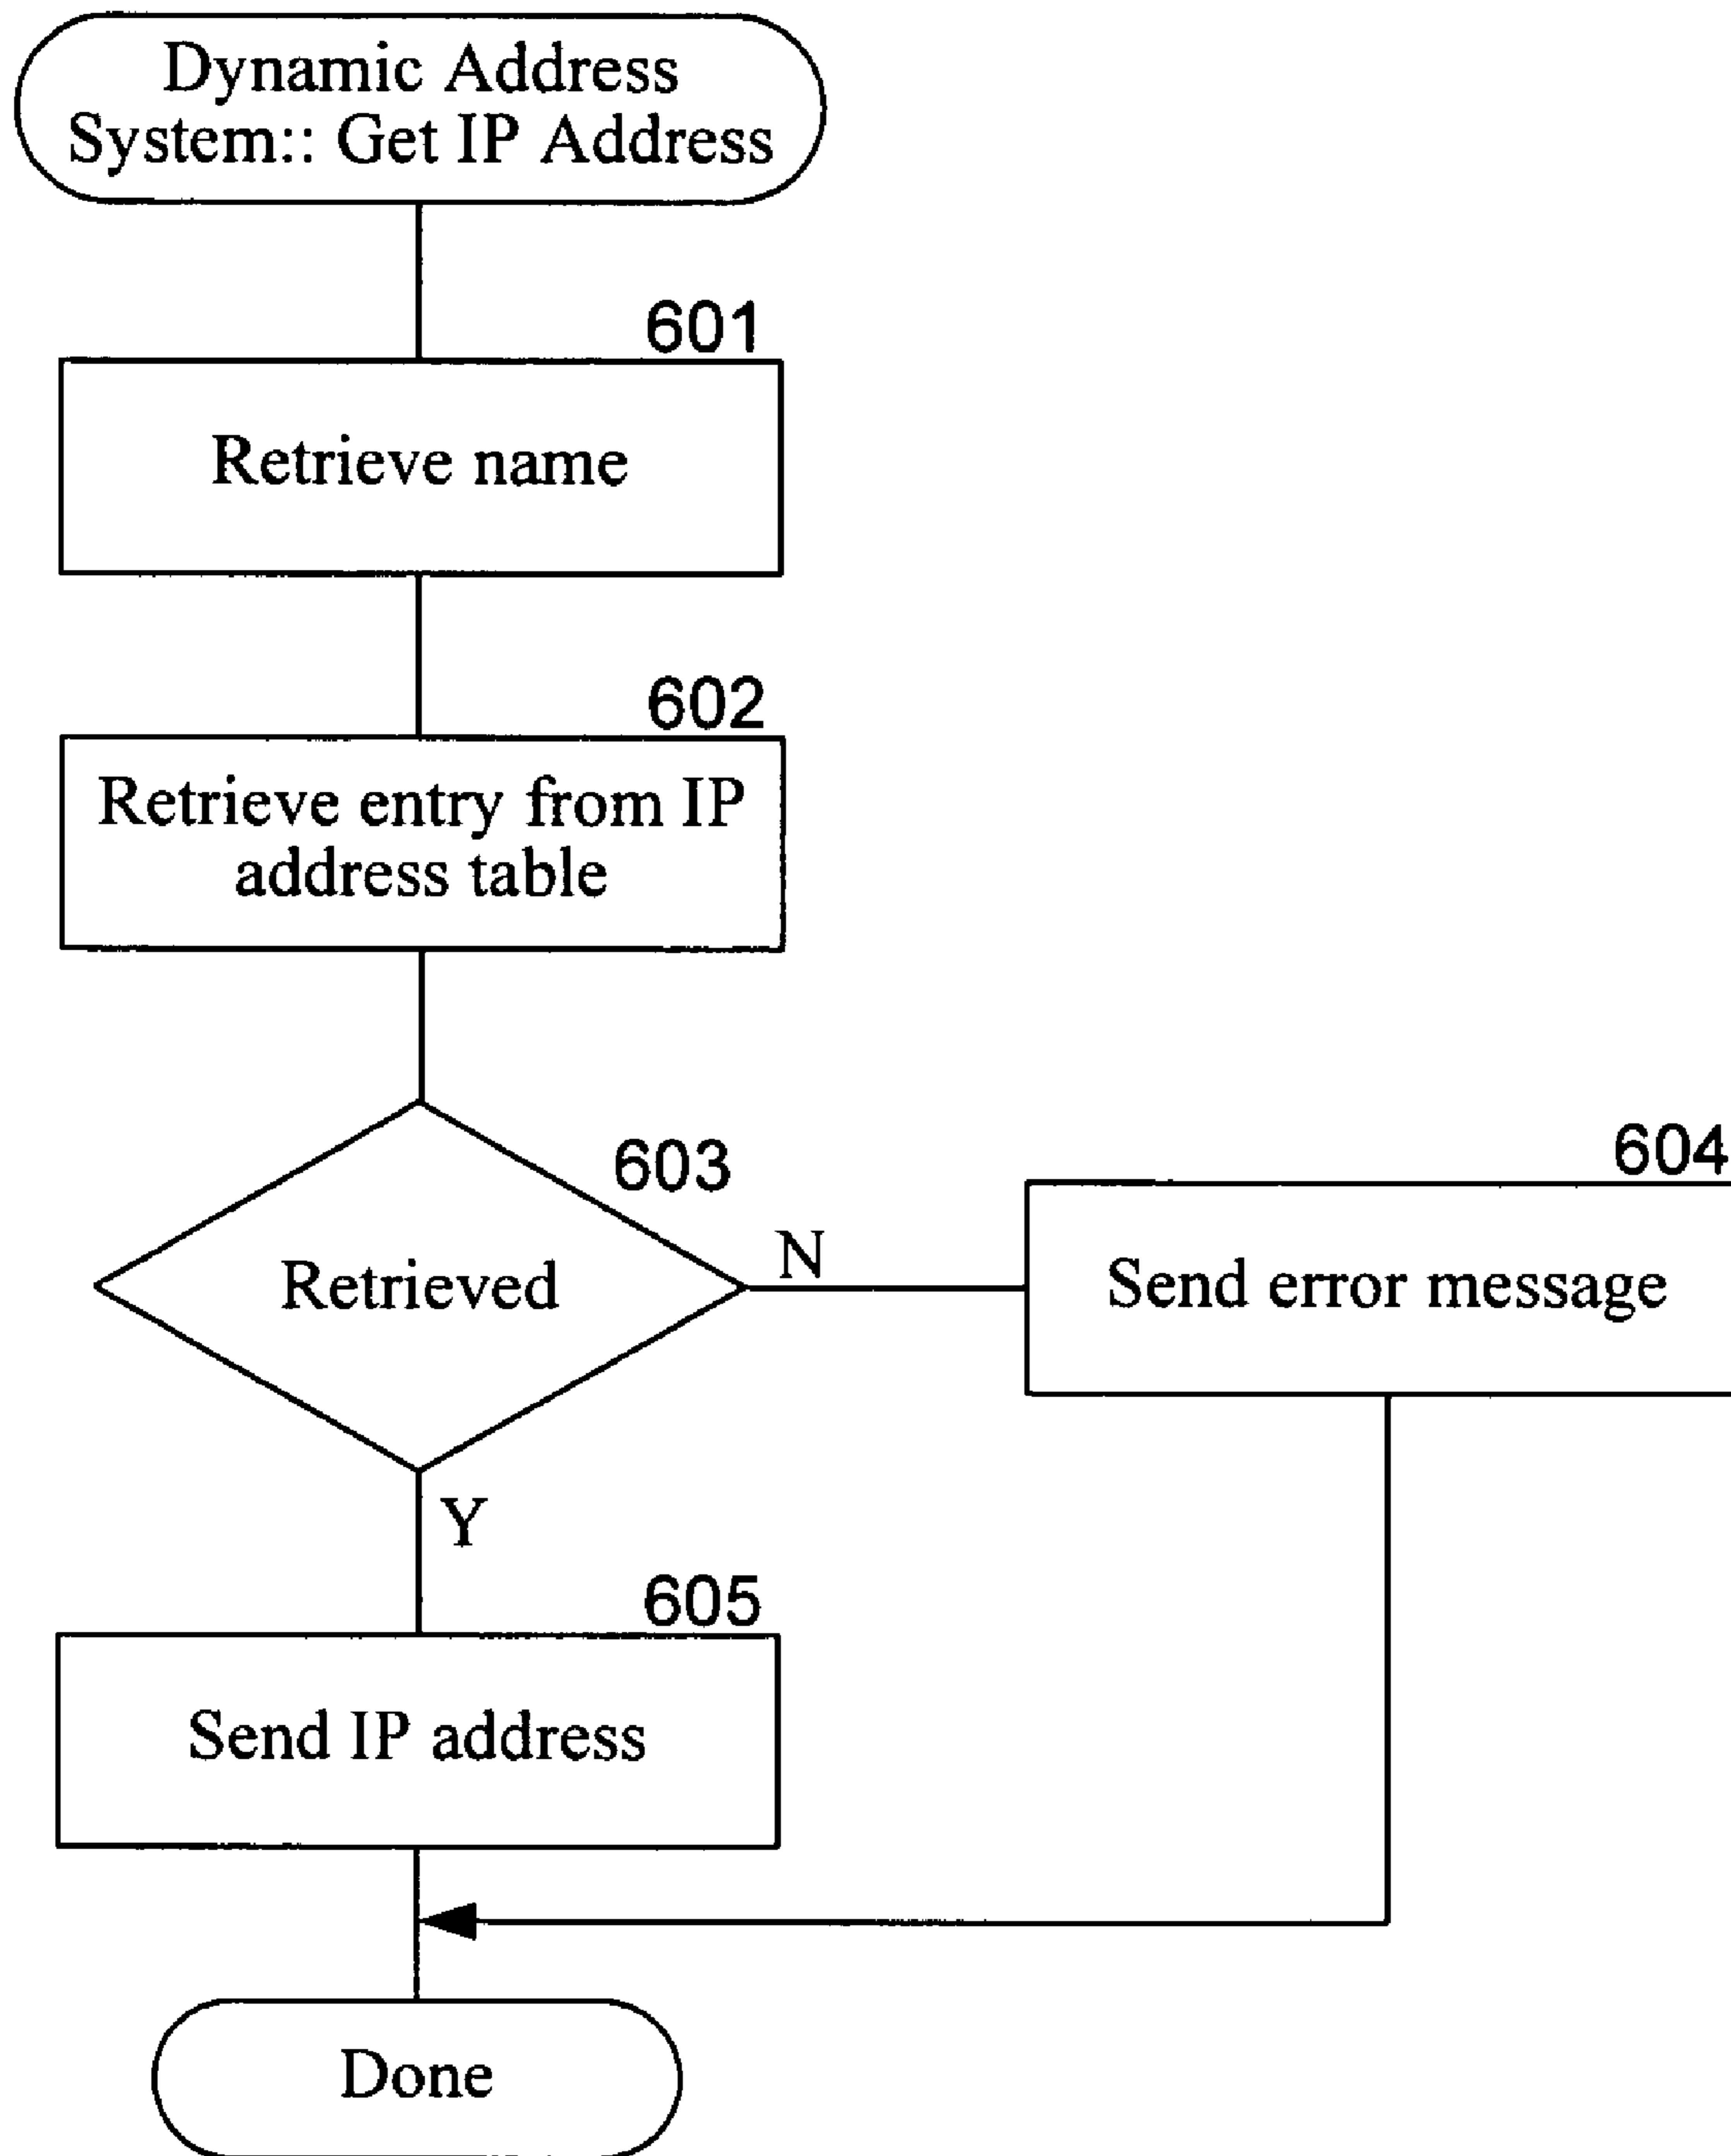 Dynamic Address
System:: Get IP Address
601
Retrieve name
602
Retrieve entry from IP
address table
603
Retrieved
N
604
Send error message
Y
605
Send IP address
Done